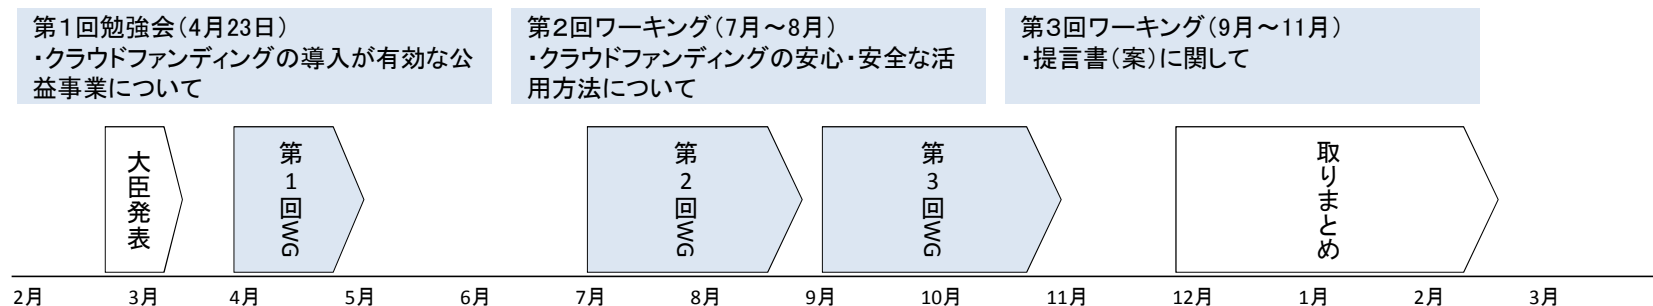 第1回勉強会(4月23日)
・クラウドファンディングの導入が有効な公
益事業について
第2回ワーキング(7月～8月)
・クラウドファンディングの安心・安全な活
用方法について
第3回ワーキング(9月～11月)
・提言書(案)に関して
大臣発表
第1回WG
第2回WG
第3回WG
取りまとめ
2月 3月 4月 5月 6月 7月 8月 9月 10月 11月 12月 1月 2月 3月